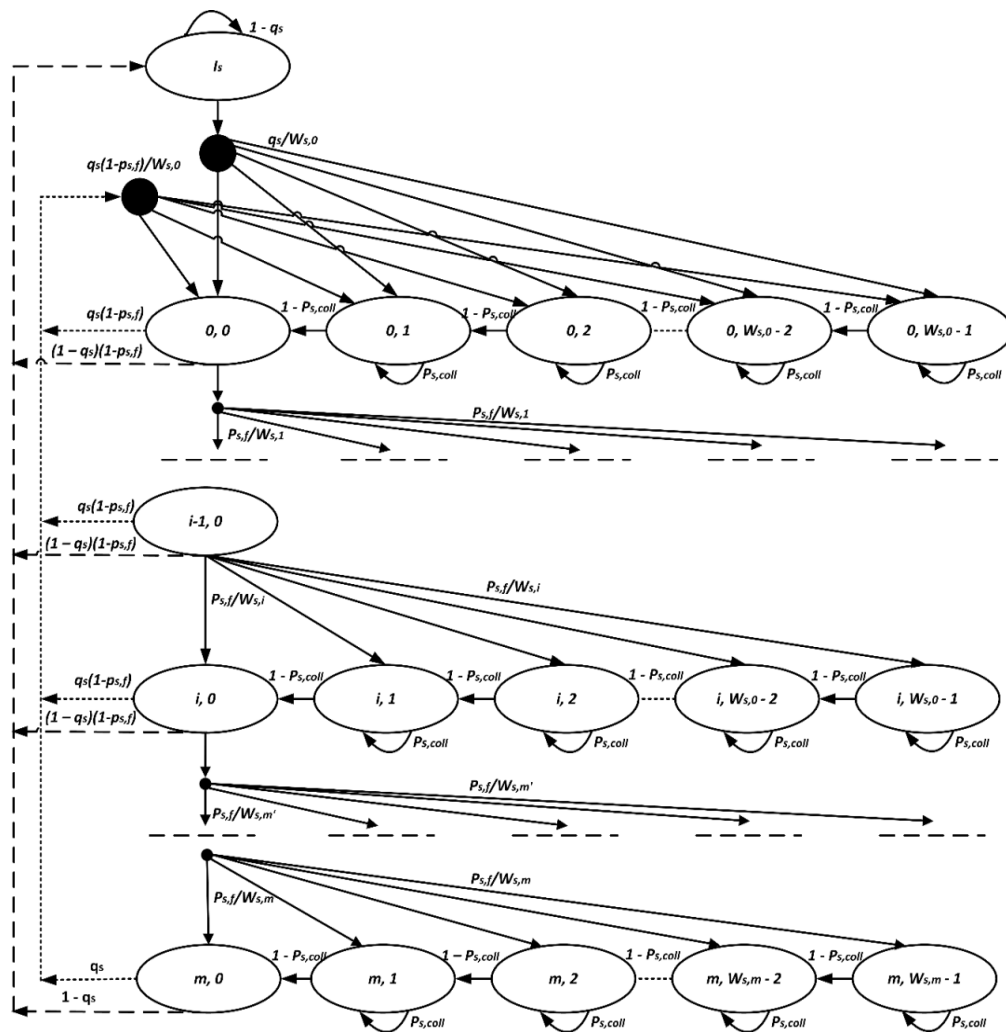 1 - qs
Is
qs/Ws,0
qs(1-ps,f)/Ws,0
qs(1-ps,f)
0, 0
1 - Ps,coll
0, 1
1 - Ps,coll
0, 2
1 - Ps,coll
0, Ws,0 - 2
1 - Ps,coll
0, Ws,0 - 1
(1 – qs)(1-ps,f)
Ps,coll
Ps,coll
Ps,coll
Ps,coll
Ps,f/Ws,1
Ps,f/Ws,1
qs(1-ps,f)
i-1, 0
(1 – qs)(1-ps,f)
Ps,f/Ws,i
Ps,f/Ws,i
qs(1-ps,f)
i, 0
1 - Ps,coll
i, 1
1 - Ps,coll
i, 2
1 - Ps,coll
i, Ws,0 - 2
1 - Ps,coll
i, Ws,0 - 1
(1 – qs)(1-ps,f)
Ps,coll
Ps,coll
Ps,coll
Ps,coll
Ps,f/Ws,m'
Ps,f/Ws,m'
Ps,f/Ws,m
Ps,f/Ws,m
qs
m, 0
1 - Ps,coll
m, 1
1 – Ps,coll
m, 2
1 - Ps,coll
m, Ws,m - 2
1 - Ps,coll
m, Ws,m - 1
1 - qs
Ps,coll
Ps,coll
Ps,coll
Ps,coll